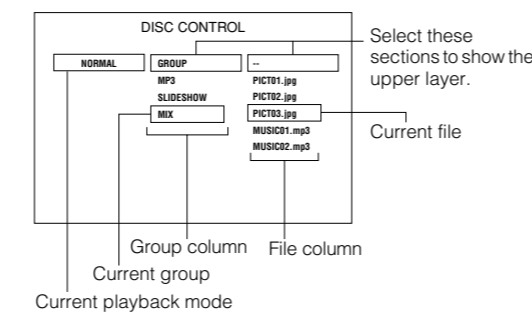 DISC CONTROL
Select these
sections to show the
upper layer.
NORMAL
GROUP
--
MP3
PICT01.jpg
SLIDESHOW
PICT02.jpg
MIX
PICT03.jpg
Current file
MUSIC01.mp3
MUSIC02.mp3
Group column
File column
Current group
Current playback mode